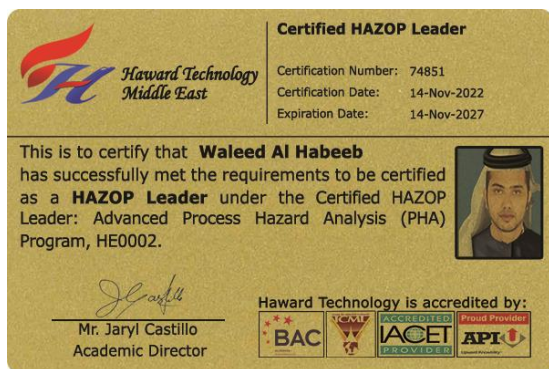 Haward Technology
Middle East
Certified HAZOP Leader
Certification Number: 74851
Certification Date: 14-Nov-2022
Expiration Date: 14-Nov-2027
This is to certify that Waleed Al Habeeb
has successfully met the requirements to be certified
as a HAZOP Leader under the Certified HAZOP
Leader: Advanced Process Hazard Analysis (PHA)
Program, HE0002.
Mr. Jaryl Castillo
Academic Director
Haward Technology is accredited by:
BAC
ACCREDITED
IACET
PROVIDER
Proud Provider
API U